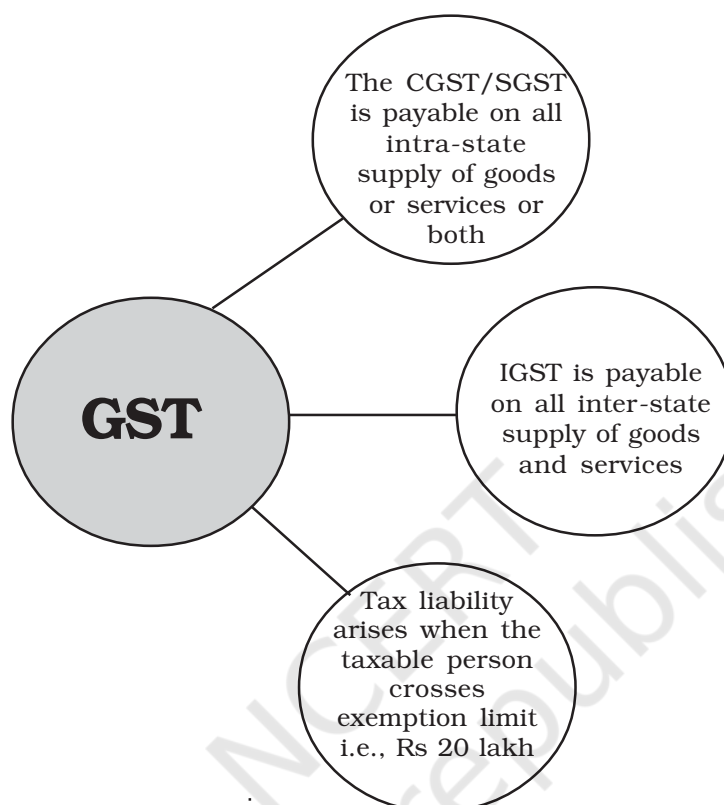 The CGST/SGST
is payable on all
intra-state
supply of goods
or services or
both
GST
IGST is payable
on all inter-state
supply of goods
and services
Tax liability
arises when the
taxable person
crosses
exemption limit
i.e., Rs 20 lakh
NCERT
republis